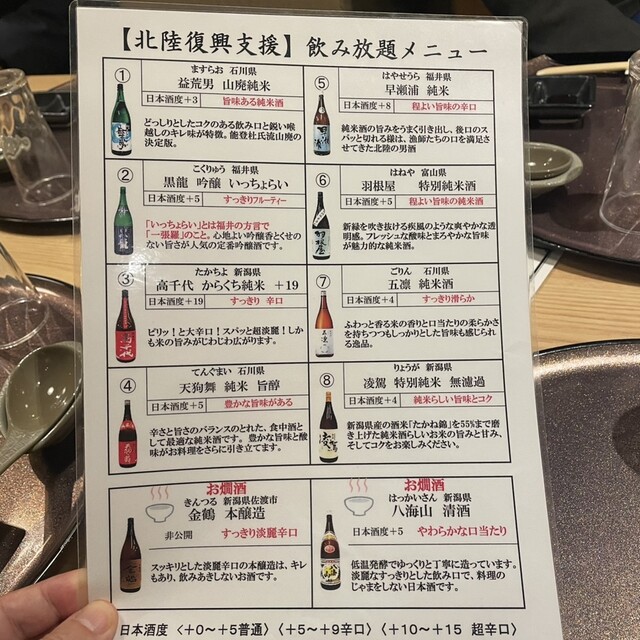 【北陸復興支援】飲み放題メニュー
①
ますらお 石川県
益荒男 山廃純米
日本酒度+3 旨味ある純米酒
どっしりとしたコクのある飲み口と鋭い喉
越しのキレ味が特徴。能登杜氏流山廃の
決定版。
⑤
はやせうら 福井県
早瀬浦 純米
日本酒度+8 程よい旨味の辛口
純米酒の旨みをうまく引き出し、後口のス
パッと切れる様は、漁師たちの口を満足さ
せてきた北陸の男酒
②
こくりゅう 福井県
黒龍 吟醸 いっちょらい
日本酒度+5 すっきりフルーティー
「いっちょらい」とは福井の方言で
「一張羅」のこと。心地よい吟醸香とくせの
ない旨さが人気の定番吟醸酒です。
⑥
はねや 富山県
羽根屋 特別純米酒
日本酒度+5 程よい旨味の純米酒
新緑を吹き抜ける疾風のような爽やかな透
明感。フレッシュな酸味とまろやかな旨味
が魅力的な純米酒。
③
たかちよ 新潟県
高千代 からくち純米 +19
日本酒度+19 すっきり 辛口
ピリッ！と大辛口！スパッと超淡麗！しか
も米の旨みがじわじわ広がります。
⑦
ごりん 石川県
五凛 純米酒
日本酒度+4 すっきり滑らか
ふわっと香る米の香りと口当たりの柔らかさ
を持ちつつもしっかりとした旨味も感じられ
る逸品。
④
てんぐまい 石川県
天狗舞 純米 旨醇
日本酒度+5 豊かな旨味がある
辛さと旨さのバランスのとれた、食中酒と
して最適な純米酒です。豊かな旨味と酸
味がお料理をさらに引き立てます。
⑧
りょうが 新潟県
凌駕 特別純米 無濾過
日本酒度+4 純米らしい旨味とコク
新潟県産の酒米「たかね錦」を55%まで磨
き上げた純米酒らしいお米の旨みと甘み、
そしてコクをお楽しみください。
お燗酒
きんつる 新潟県佐渡市
金鶴 本醸造
非公開 すっきり淡麗辛口
スッキリとした淡麗辛口の本醸造は、キレ
もあり、飲みあきしないお酒です。
お燗酒
はっかいさん 新潟県
八海山 清酒
日本酒度+5 やわらかな口当たり
低温発酵でゆっくりと丁寧に造っています。
淡麗なすっきりとした飲み口で、料理の
じゃまをしない日本酒です。
日本酒度〈+0～+5普通〉〈+5～+9辛口〉〈+10～+15 超辛口〉